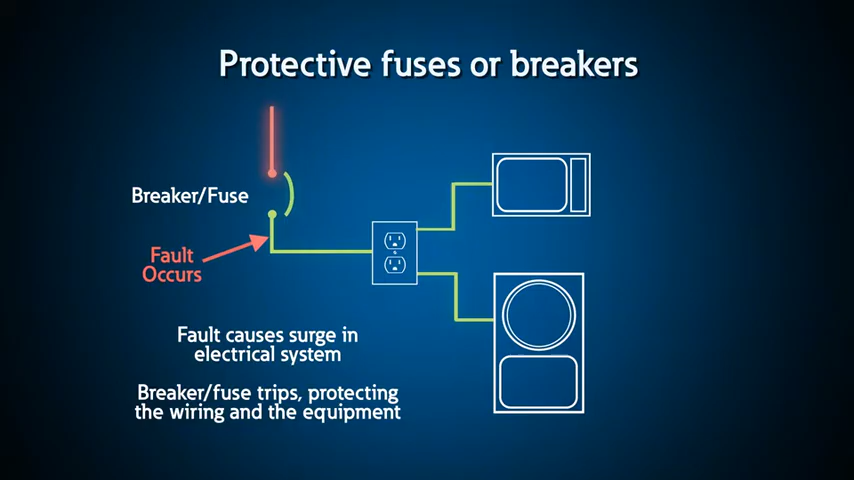 Protective fuses or breakers
Breaker/Fuse
Fault
Occurs
Fault causes surge in
electrical system
Breaker/fuse trips, protecting
the wiring and the equipment